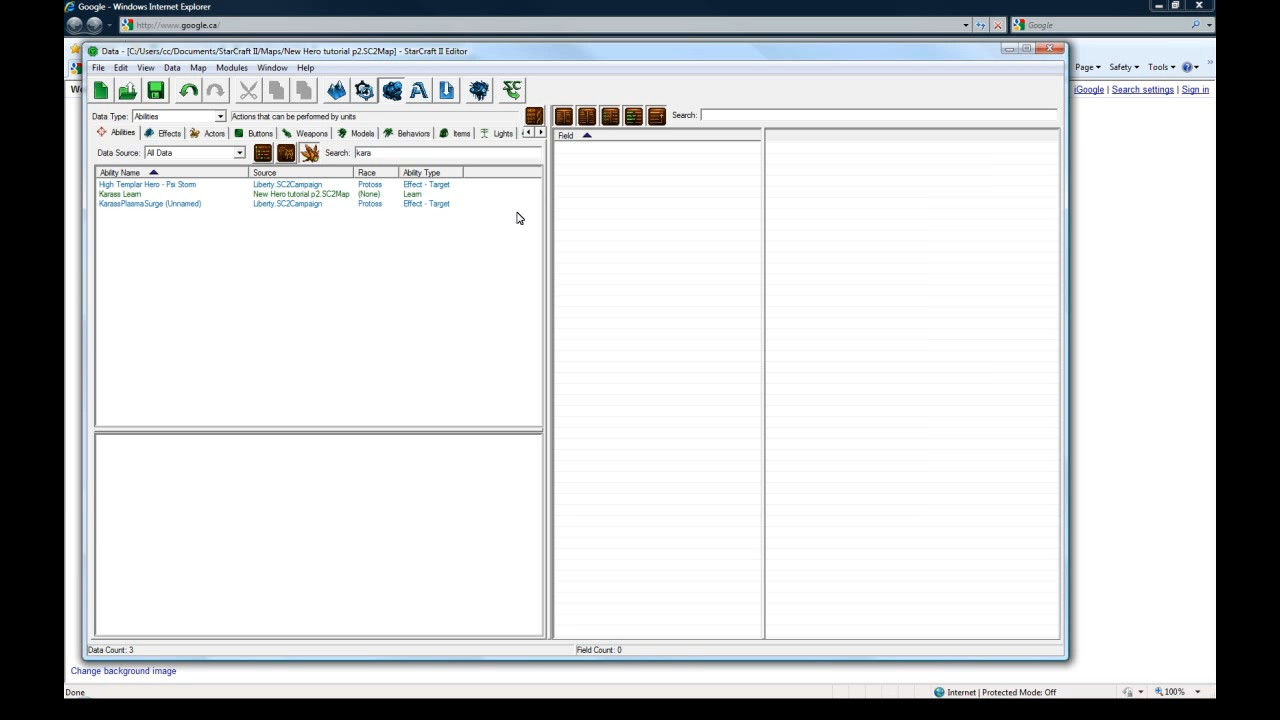 Google - Windows Internet Explorer
http://www.google.ca/
Google
Data - [C:/Users/cc/Documents/StarCraft II/Maps/New Hero tutorial p2.SC2Map] - StarCraft II Editor
File Edit View Data Map Modules Window Help
Page Safety Tools
We
iGoogle | Search settings | Sign in
Data Type: Abilities Actions that can be performed by units
Search:
Abilities Effects Actors Buttons Weapons Models Behaviors Items Lights
Field
Data Source: All Data Search: kara
Ability Name Source Race Ability Type
High Templar Hero - Psi Storm Liberty.SC2Campaign Protoss Effect - Target
Karass Learn New Hero tutorial p2.SC2Map (None) Learn
KarassPlasmaSurge (Unnamed) Liberty.SC2Campaign Protoss Effect - Target
Data Count: 3 Field Count: 0
Change background image
Done Internet | Protected Mode: Off 100%